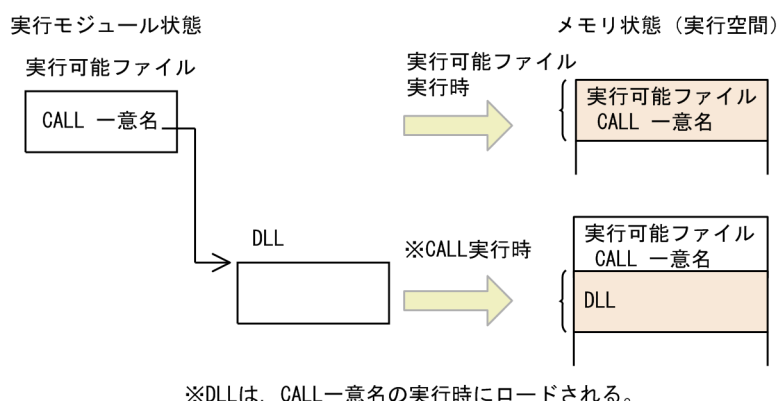 実行モジュール状態
メモリ状態（実行空間）
実行可能ファイル
CALL 一意名
実行可能ファイル
実行時
実行可能ファイル
CALL 一意名
DLL
※CALL実行時
実行可能ファイル
CALL 一意名
DLL
※DLLは，CALL一意名の実行時にロードされる。